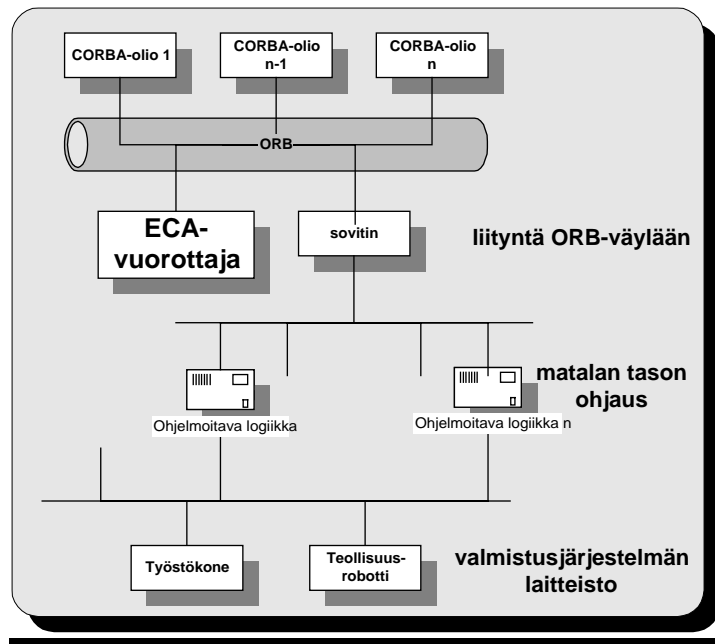 CORBA-olio 1
CORBA-olio
n-1
CORBA-olio
n
ORB
ECA-
vuorottaja
sovitin
liityntä ORB-väylään
matalan tason
ohjaus
Ohjelmoitava logiikka
Ohjelmoitava logiikka n
Työstökone
Teollisuus-
robotti
valmistusjärjestelmän
laitteisto